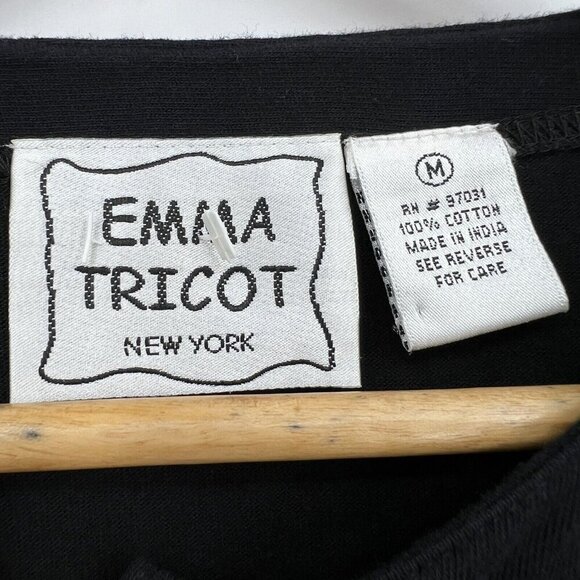 EMMA
TRICOT
NEW YORK
M
RN # 97031
100% COTTON
MADE IN INDIA
SEE REVERSE
FOR CARE